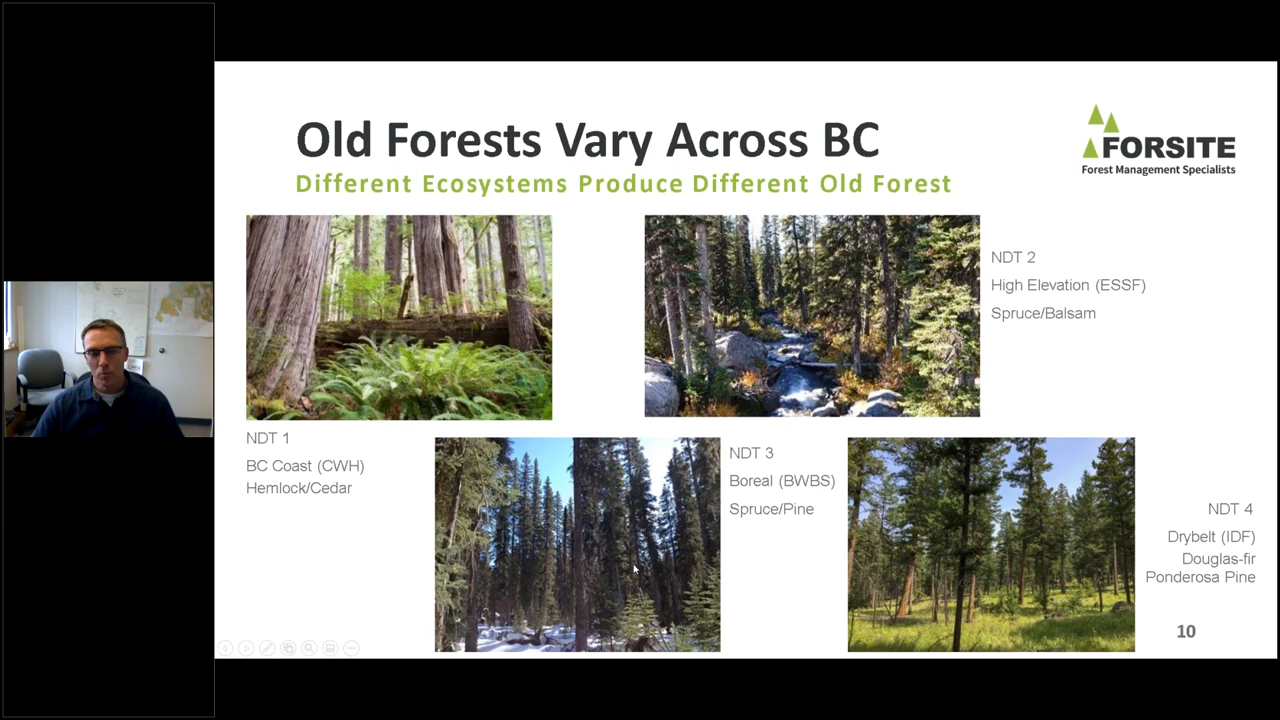 Old Forests Vary Across BC
Different Ecosystems Produce Different Old Forest
FORSITE
Forest Management Specialists
NDT 2
High Elevation (ESSF)
Spruce/Balsam
NDT 1
BC Coast (CWH)
Hemlock/Cedar
NDT 3
Boreal (BWBS)
Spruce/Pine
NDT 4
Drybelt (IDF)
Douglas-fir
Ponderosa Pine
10